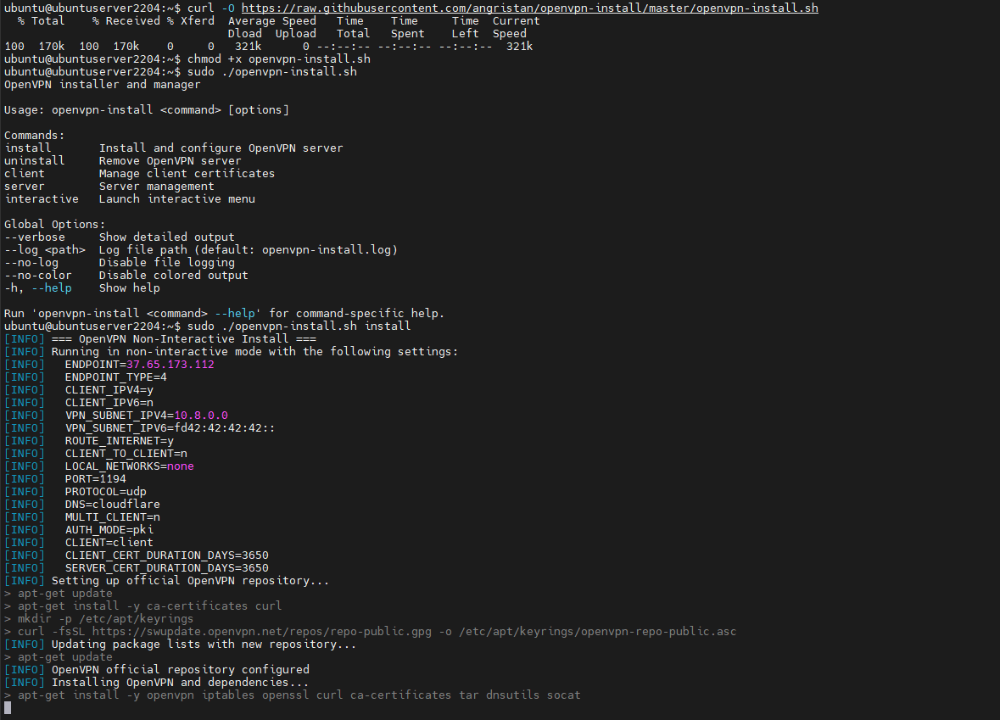 ubuntu@ubuntuserver2204:~$ curl -O https://raw.githubusercontent.com/angristan/openvpn-install/master/openvpn-install.sh
  % Total    % Received % Xferd  Average Speed   Time    Time     Time  Current
                                 Dload  Upload   Total   Spent    Left  Speed
100  170k  100  170k    0     0   321k      0 --:--:-- --:--:-- --:--:--  321k
ubuntu@ubuntuserver2204:~$ chmod +x openvpn-install.sh
ubuntu@ubuntuserver2204:~$ sudo ./openvpn-install.sh
OpenVPN installer and manager

Usage: openvpn-install <command> [options]

Commands:
install       Install and configure OpenVPN server
uninstall     Remove OpenVPN server
client        Manage client certificates
server        Server management
interactive   Launch interactive menu

Global Options:
--verbose     Show detailed output
--log <path>  Log file path (default: openvpn-install.log)
--no-log      Disable file logging
--no-color    Disable colored output
-h, --help    Show help

Run 'openvpn-install <command> --help' for command-specific help.
ubuntu@ubuntuserver2204:~$ sudo ./openvpn-install.sh install
[INFO] === OpenVPN Non-Interactive Install ===
[INFO] Running in non-interactive mode with the following settings:
[INFO]   ENDPOINT=37.65.173.112
[INFO]   ENDPOINT_TYPE=4
[INFO]   CLIENT_IPV4=y
[INFO]   CLIENT_IPV6=n
[INFO]   VPN_SUBNET_IPV4=10.8.0.0
[INFO]   VPN_SUBNET_IPV6=fd42:42:42:42::
[INFO]   ROUTE_INTERNET=y
[INFO]   CLIENT_TO_CLIENT=n
[INFO]   LOCAL_NETWORKS=none
[INFO]   PORT=1194
[INFO]   PROTOCOL=udp
[INFO]   DNS=cloudflare
[INFO]   MULTI_CLIENT=n
[INFO]   AUTH_MODE=pki
[INFO]   CLIENT=client
[INFO]   CLIENT_CERT_DURATION_DAYS=3650
[INFO]   SERVER_CERT_DURATION_DAYS=3650
[INFO] Setting up official OpenVPN repository...
> apt-get update
> apt-get install -y ca-certificates curl
> mkdir -p /etc/apt/keyrings
> curl -fsSL https://swupdate.openvpn.net/repos/repo-public.gpg -o /etc/apt/keyrings/openvpn-repo-public.asc
[INFO] Updating package lists with new repository...
> apt-get update
[INFO] OpenVPN official repository configured
[INFO] Installing OpenVPN and dependencies...
> apt-get install -y openvpn iptables openssl curl ca-certificates tar dnsutils socat